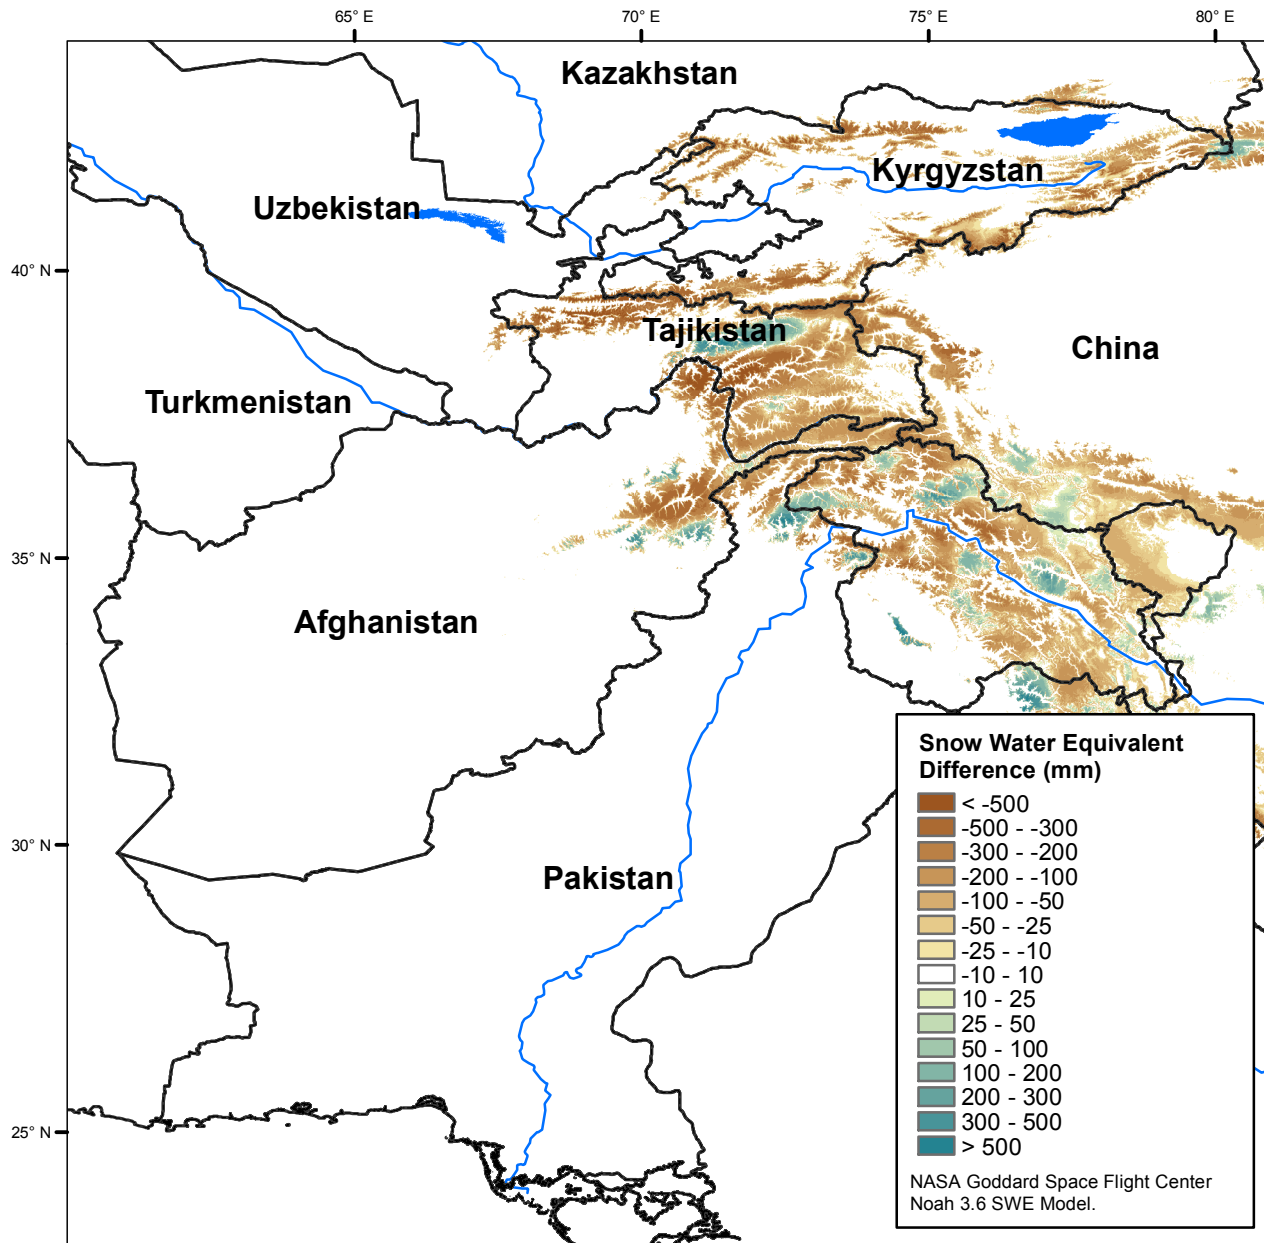 65° E
70° E
75° E
80° E
Kazakhstan
Kyrgyzstan
Uzbekistan
40° N
Tajikistan
China
Turkmenistan
35° N
Afghanistan
30° N
Pakistan
25° N
Snow Water Equivalent
Difference (mm)
< -500
-500 - -300
-300 - -200
-200 - -100
-100 - -50
-50 - -25
-25 - -10
-10 - 10
10 - 25
25 - 50
50 - 100
100 - 200
200 - 300
300 - 500
> 500
NASA Goddard Space Flight Center
Noah 3.6 SWE Model.